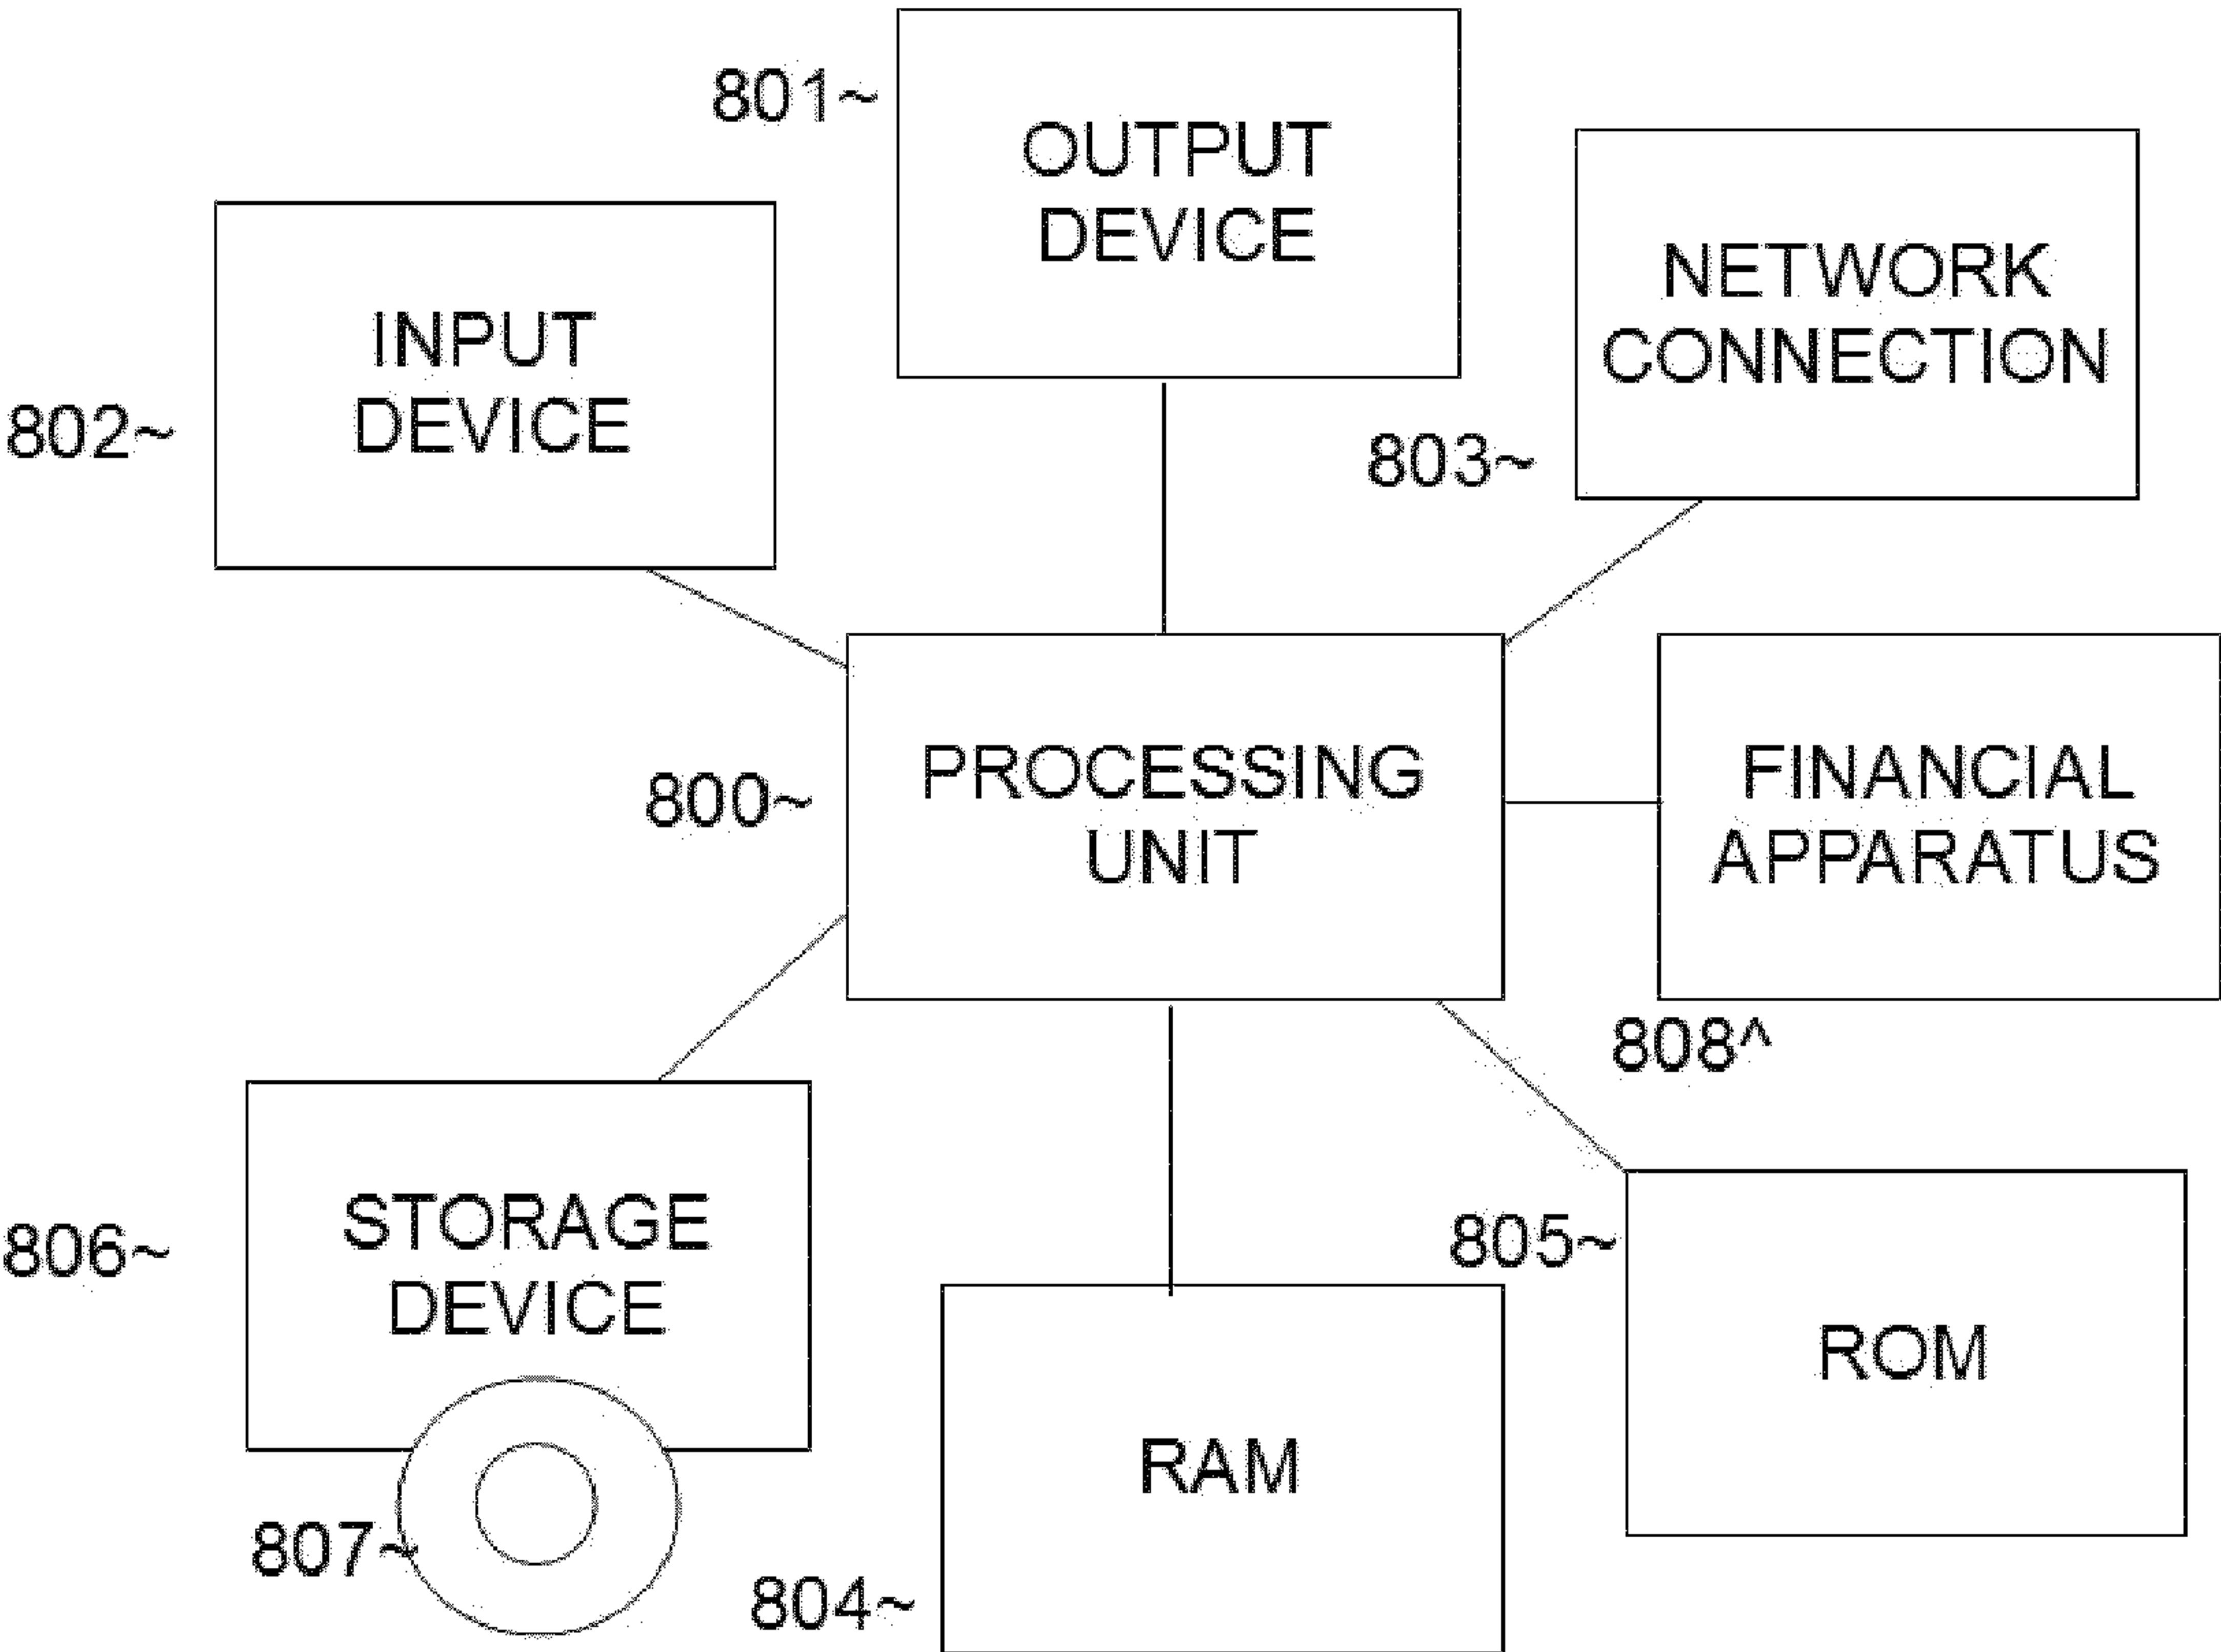 801~
OUTPUT
DEVICE
NETWORK
CONNECTION
803~
INPUT
DEVICE
802~
PROCESSING
UNIT
800~
FINANCIAL
APPARATUS
808^
STORAGE
DEVICE
806~
807~
RAM
804~
805~
ROM